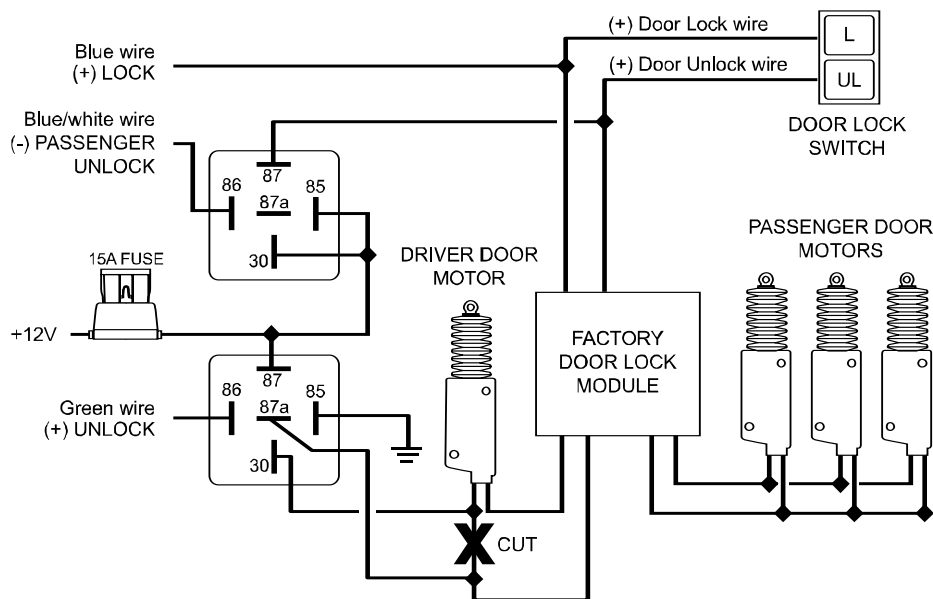 (+) Door Lock wire
L
Blue wire
(+) LOCK
(+) Door Unlock wire
UL
Blue/white wire
(-) PASSENGER
UNLOCK
DOOR LOCK
SWITCH
87
86
87a
85
30
15A FUSE
+12V
DRIVER DOOR
MOTOR
PASSENGER DOOR
MOTORS
FACTORY
DOOR LOCK
MODULE
87
86
87a
85
30
Green wire
(+) UNLOCK
CUT